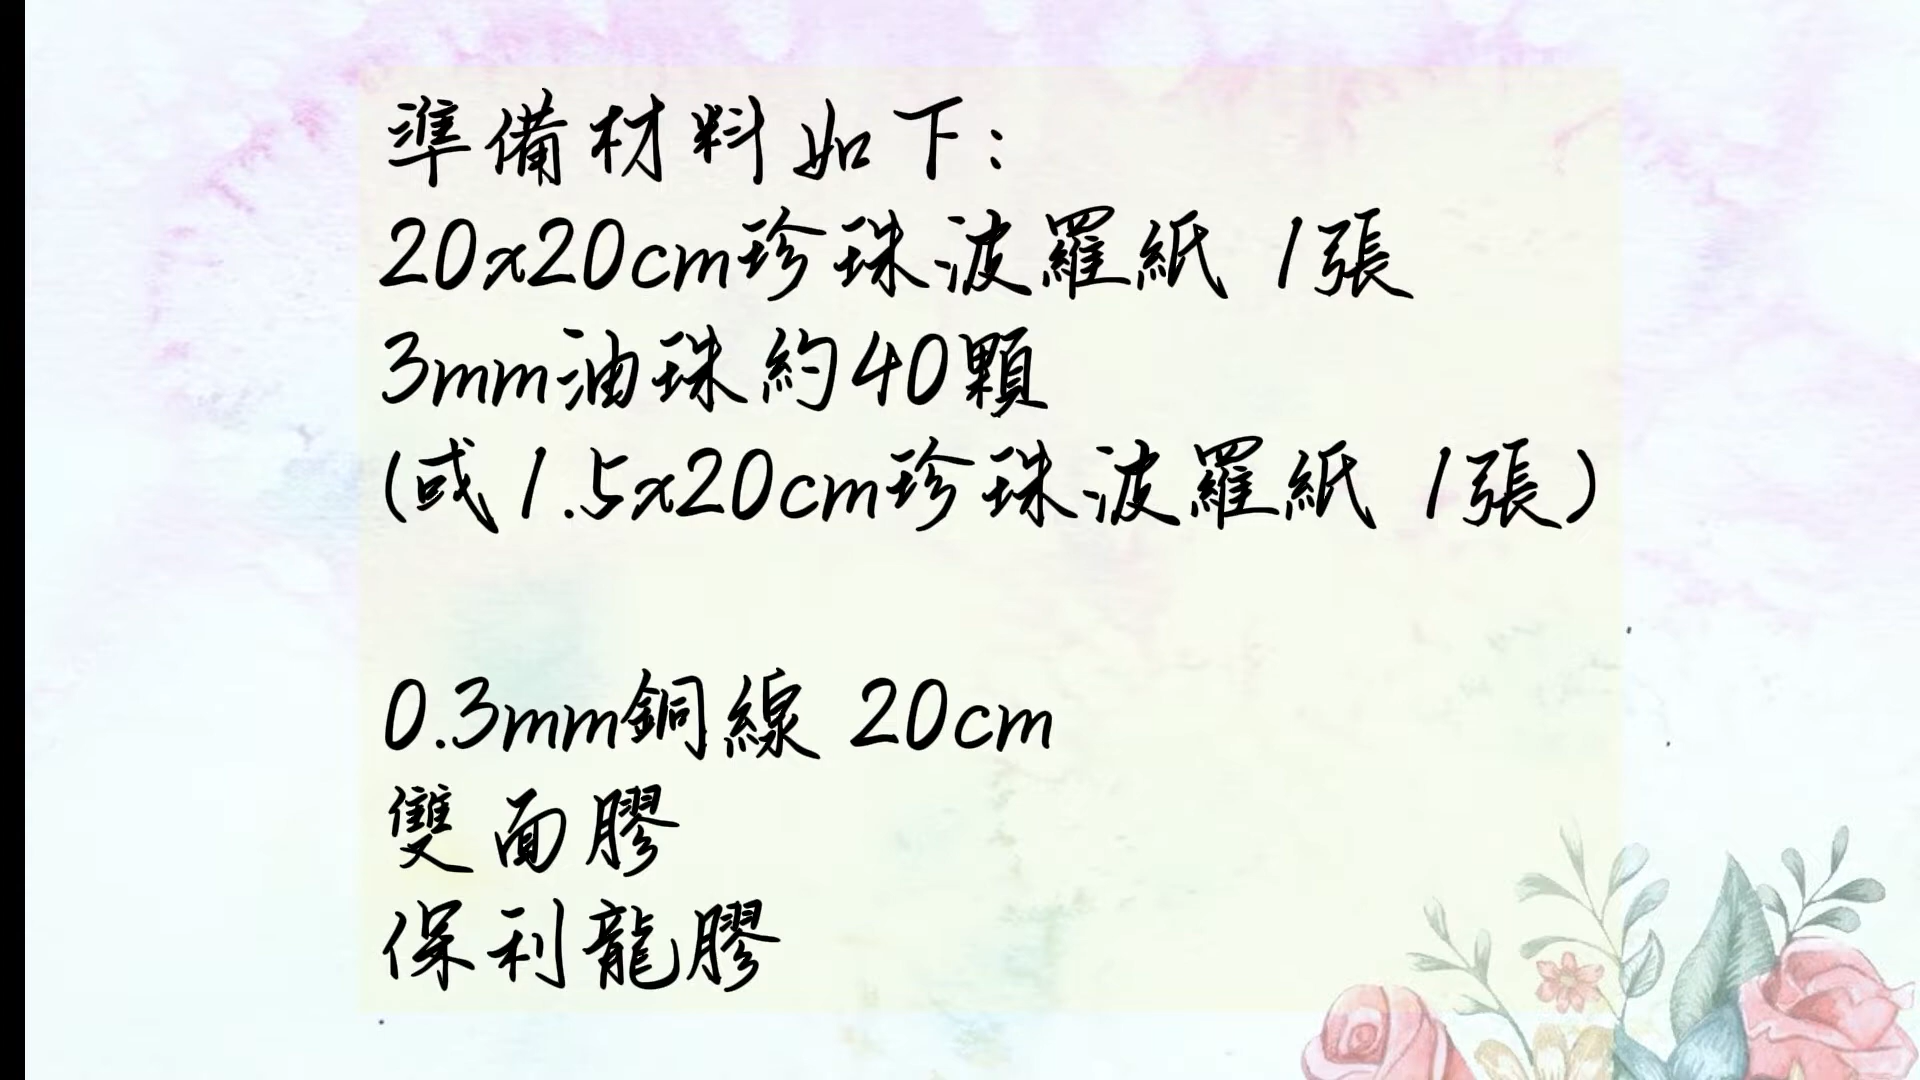 準備材料如下:
20x20cm珍珠波羅紙 1張
3mm油珠約40顆
(或1.5x20cm珍珠波羅紙 1張)
0.3mm銅線 20cm
雙面膠
保利龍膠